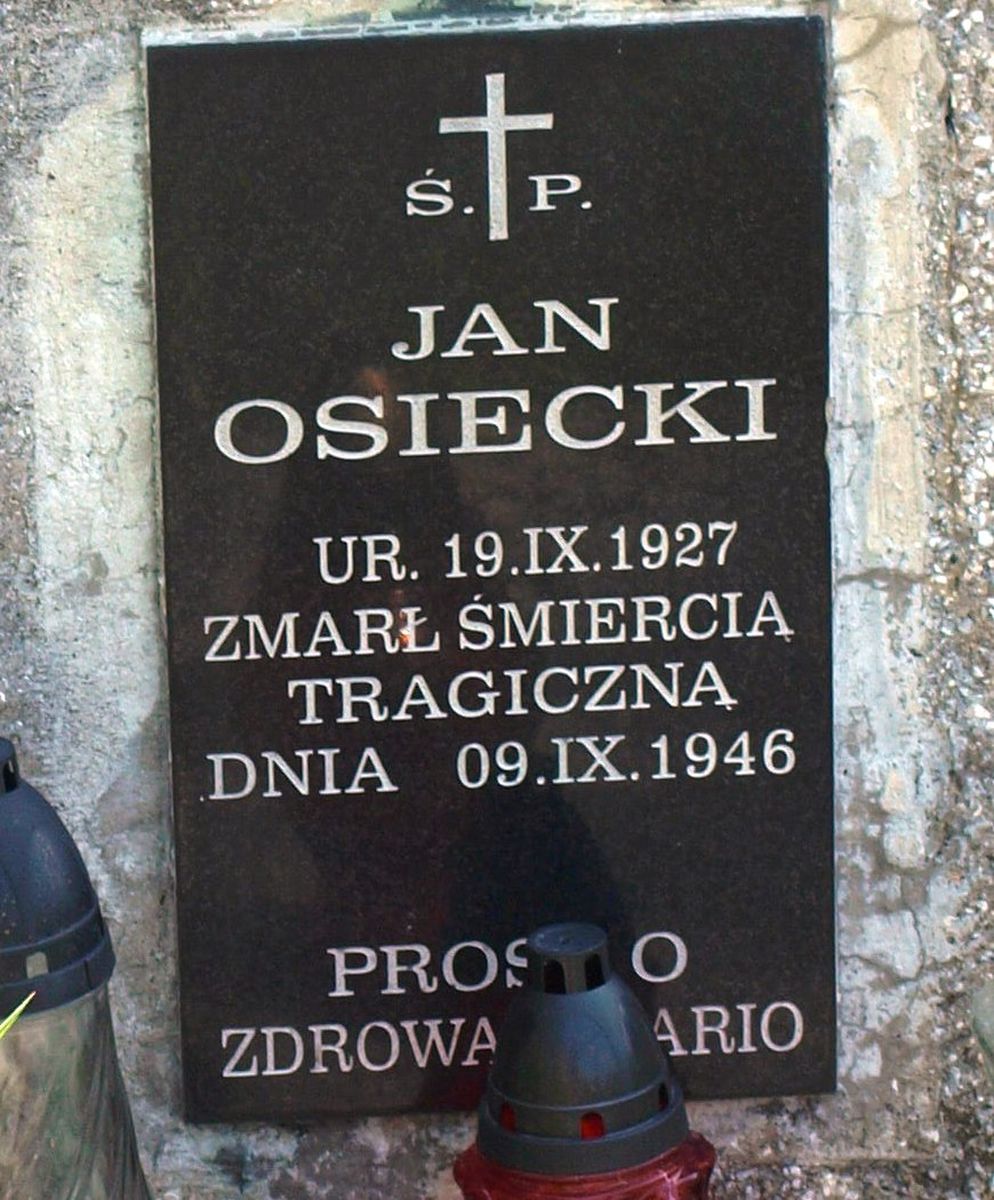 Ś. P.
JAN
OSIECKI
UR. 19.IX.1927
ZMARŁ ŚMIERCIĄ
TRAGICZNĄ
DNIA 09.IX.1946
O